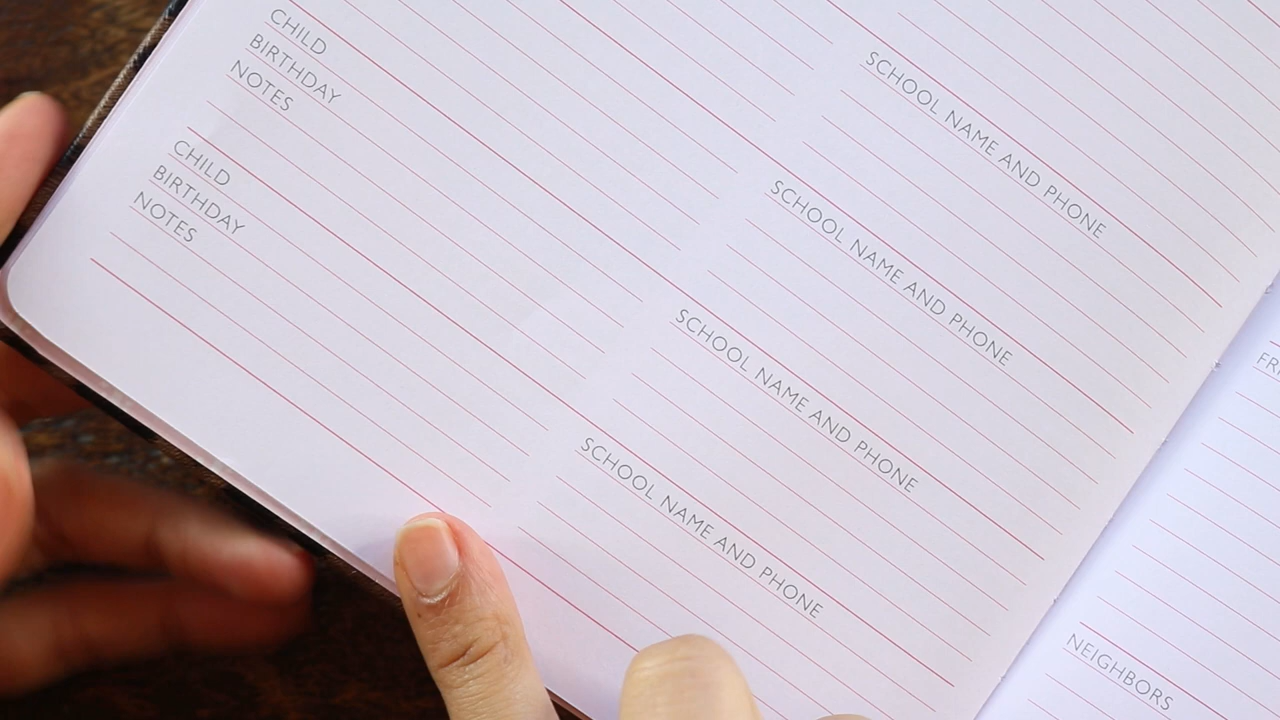 CHILD
BIRTHDAY
NOTES
SCHOOL NAME AND PHONE
CHILD
BIRTHDAY
NOTES
SCHOOL NAME AND PHONE
SCHOOL NAME AND PHONE
SCHOOL NAME AND PHONE
NEIGHBORS